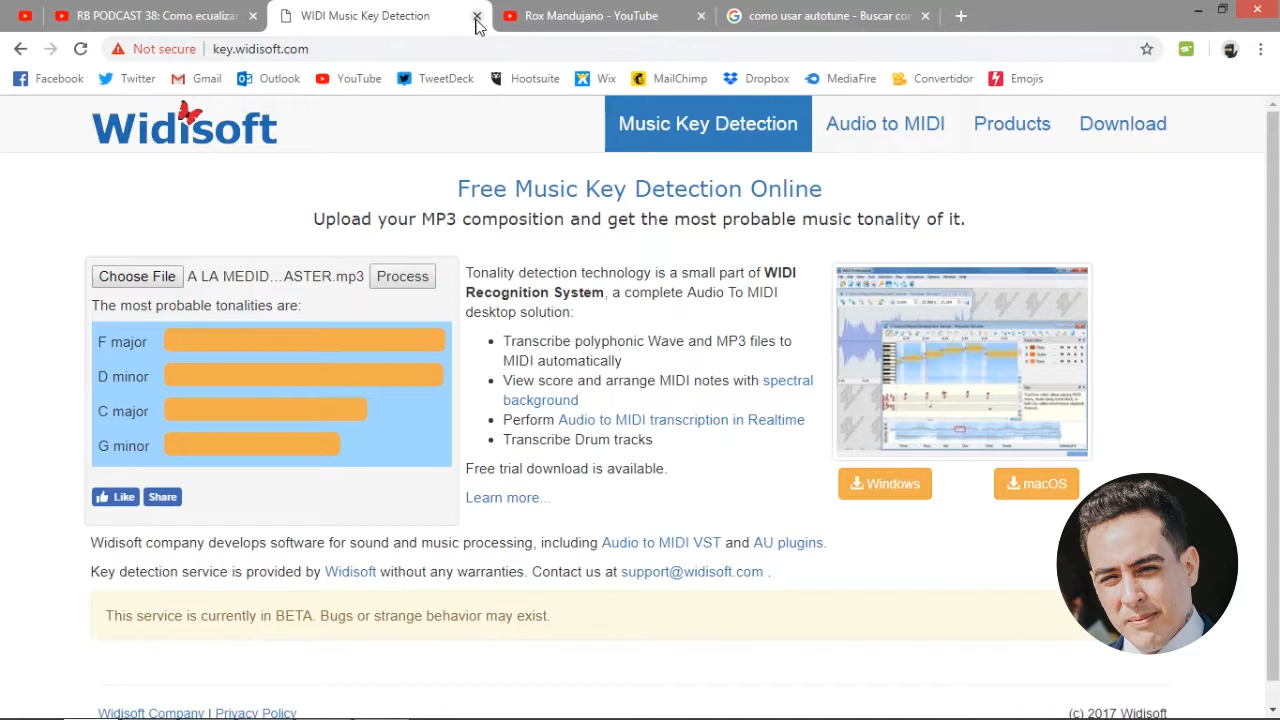 RB PODCAST 38: Como ecualiza
WIDI Music Key Detection
Rox Mandujano - YouTube
como usar autotune - Buscar con
Not secure | key.widisoft.com
Facebook
Twitter
Gmail
Outlook
YouTube
TweetDeck
Hootsuite
Wix
MailChimp
Dropbox
MediaFire
Convertidor
Emojis
Widisoft
Music Key Detection
Audio to MIDI
Products
Download
Free Music Key Detection Online
Upload your MP3 composition and get the most probable music tonality of it.
Choose File A LA MEDID...ASTER.mp3 Process
The most probable tonalities are:
F major
D minor
C major
G minor
Like Share
Tonality detection technology is a small part of WIDI
Recognition System, a complete Audio To MIDI
desktop solution:
• Transcribe polyphonic Wave and MP3 files to
MIDI automatically
• View score and arrange MIDI notes with spectral
background
• Perform Audio to MIDI transcription in Realtime
• Transcribe Drum tracks
Free trial download is available.
Learn more...
Windows
macOS
Widisoft company develops software for sound and music processing, including Audio to MIDI VST and AU plugins.
Key detection service is provided by Widisoft without any warranties. Contact us at support@widisoft.com .
This service is currently in BETA. Bugs or strange behavior may exist.
Widisoft Company | Privacy Policy
(c) 2017 Widisoft